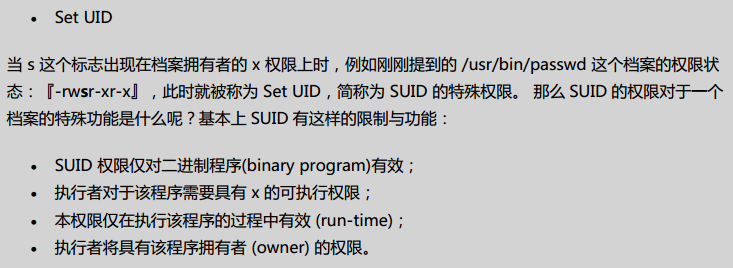 • Set UID
当 s 这个标志出现在档案拥有者的 x 权限上时，例如刚刚提到的 /usr/bin/passwd 这个档案的权限状
态：『-rwsr-xr-x』，此时就被称为 Set UID，简称为 SUID 的特殊权限。 那么 SUID 的权限对于一个
档案的特殊功能是什么呢？基本上 SUID 有这样的限制与功能：
• SUID 权限仅对二进制程序(binary program)有效；
• 执行者对于该程序需要具有 x 的可执行权限；
• 本权限仅在执行该程序的过程中有效 (run-time)；
• 执行者将具有该程序拥有者 (owner) 的权限。